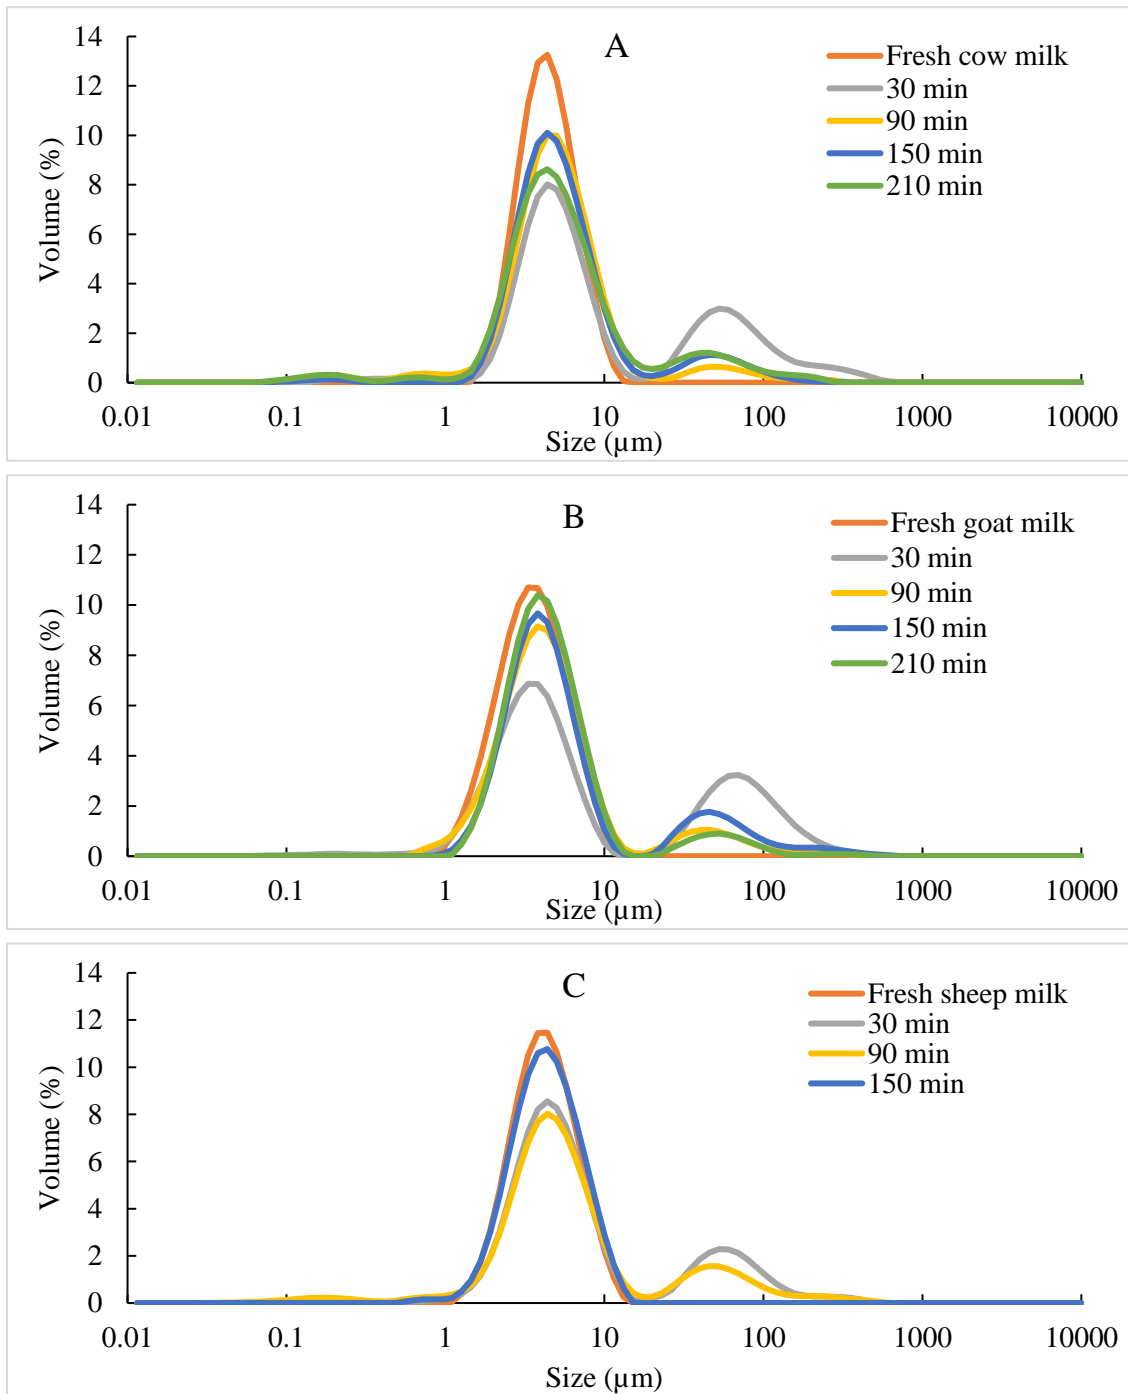 A
14
12
10
8
6
4
2
0
Volume (%)
0.01 0.1 1 10 100 1000 10000
Size (µm)
Fresh cow milk
30 min
90 min
150 min
210 min
B
14
12
10
8
6
4
2
0
Volume (%)
0.01 0.1 1 10 100 1000 10000
Size (µm)
Fresh goat milk
30 min
90 min
150 min
210 min
C
14
12
10
8
6
4
2
0
Volume (%)
0.01 0.1 1 10 100 1000 10000
Size (µm)
Fresh sheep milk
30 min
90 min
150 min